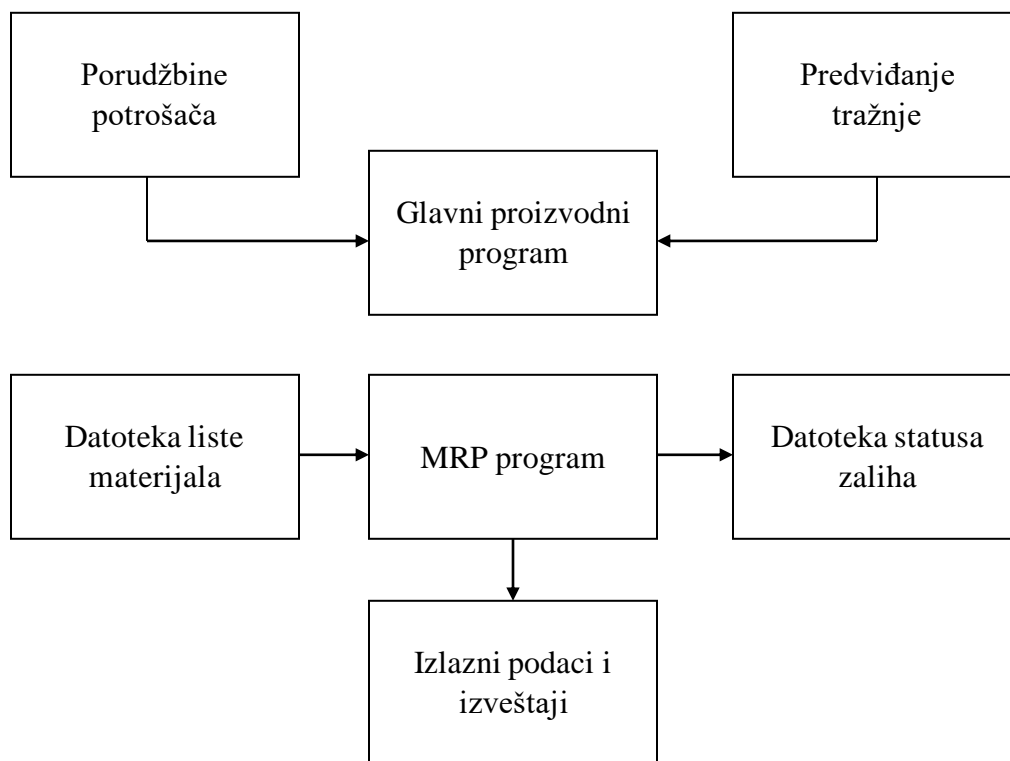 Porudžbine
potrošača
Predviđanje
tražnje
Glavni proizvodni
program
Datoteka liste
materijala
MRP program
Datoteka statusa
zaliha
Izlazni podaci i
izveštaji